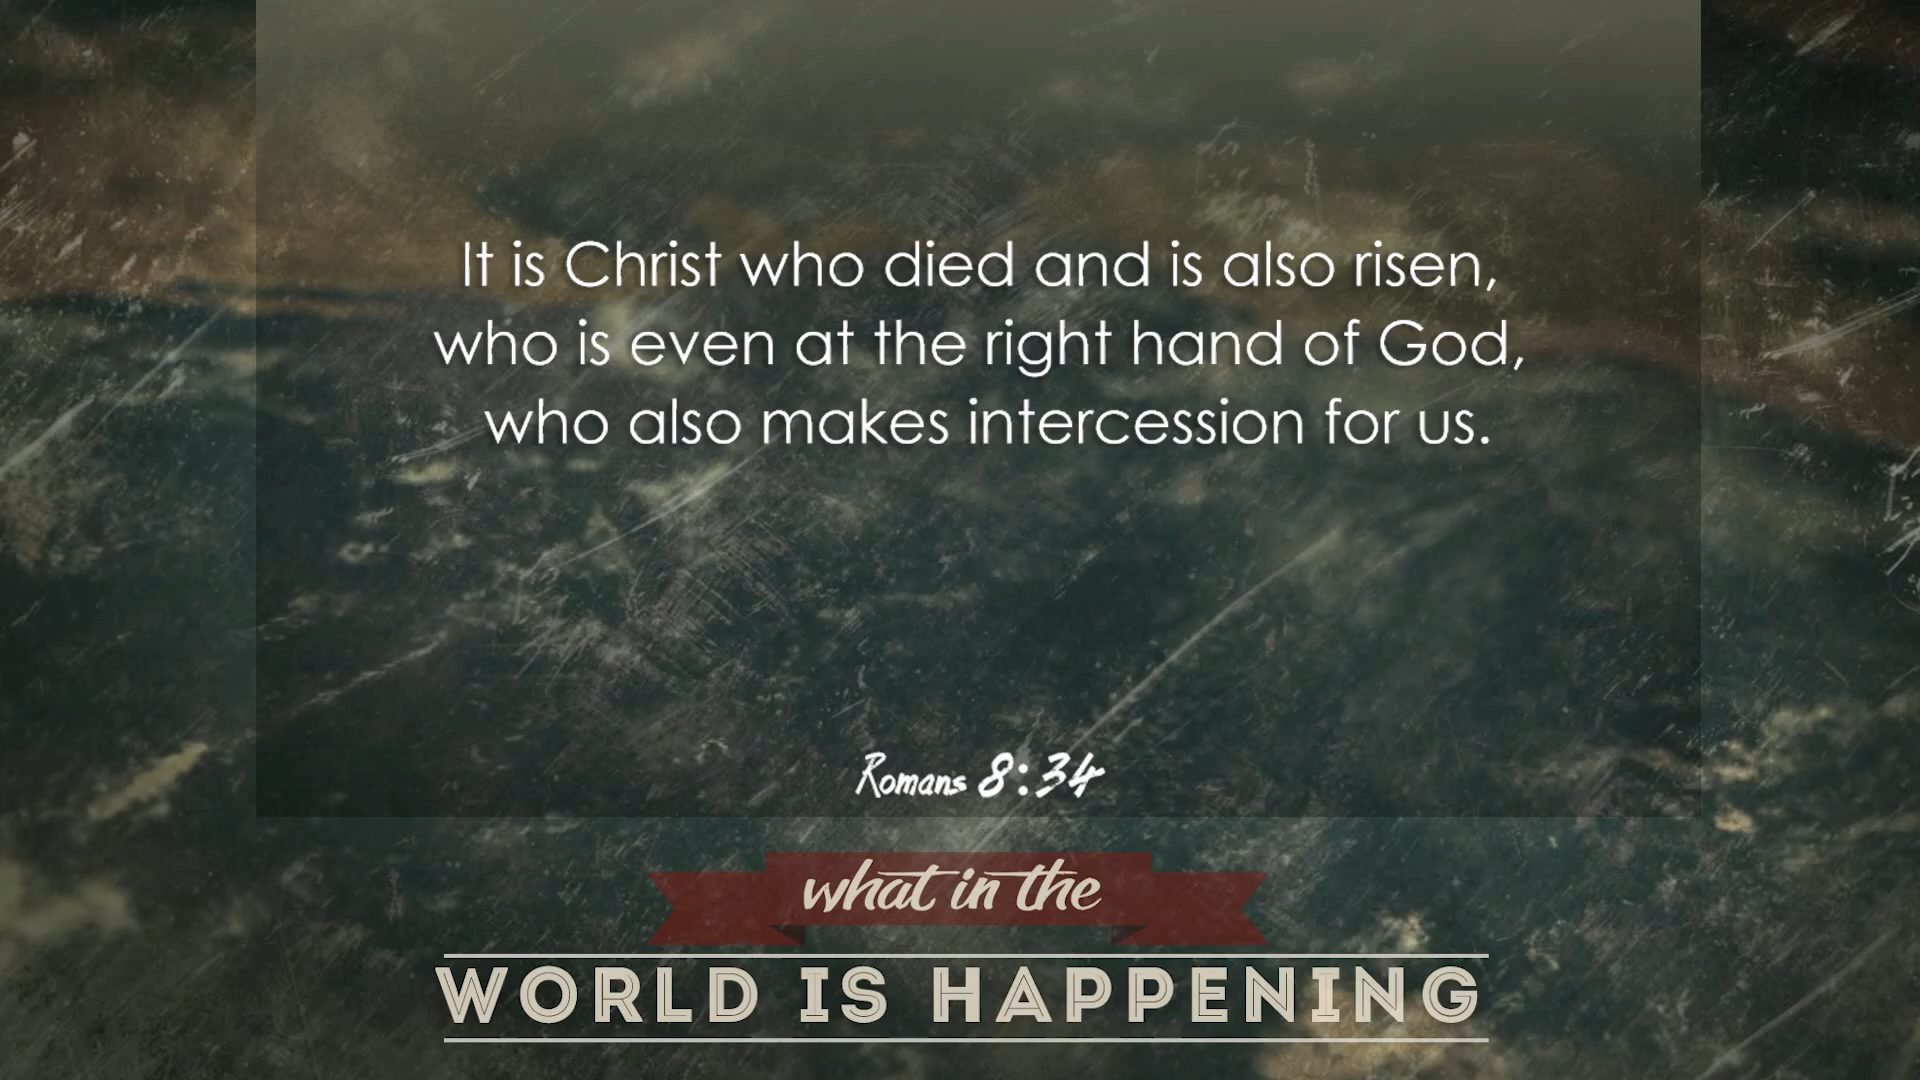 It is Christ who died and is also risen,
who is even at the right hand of God,
who also makes intercession for us.
Romans 8:34
what in the
WORLD IS HAPPENING